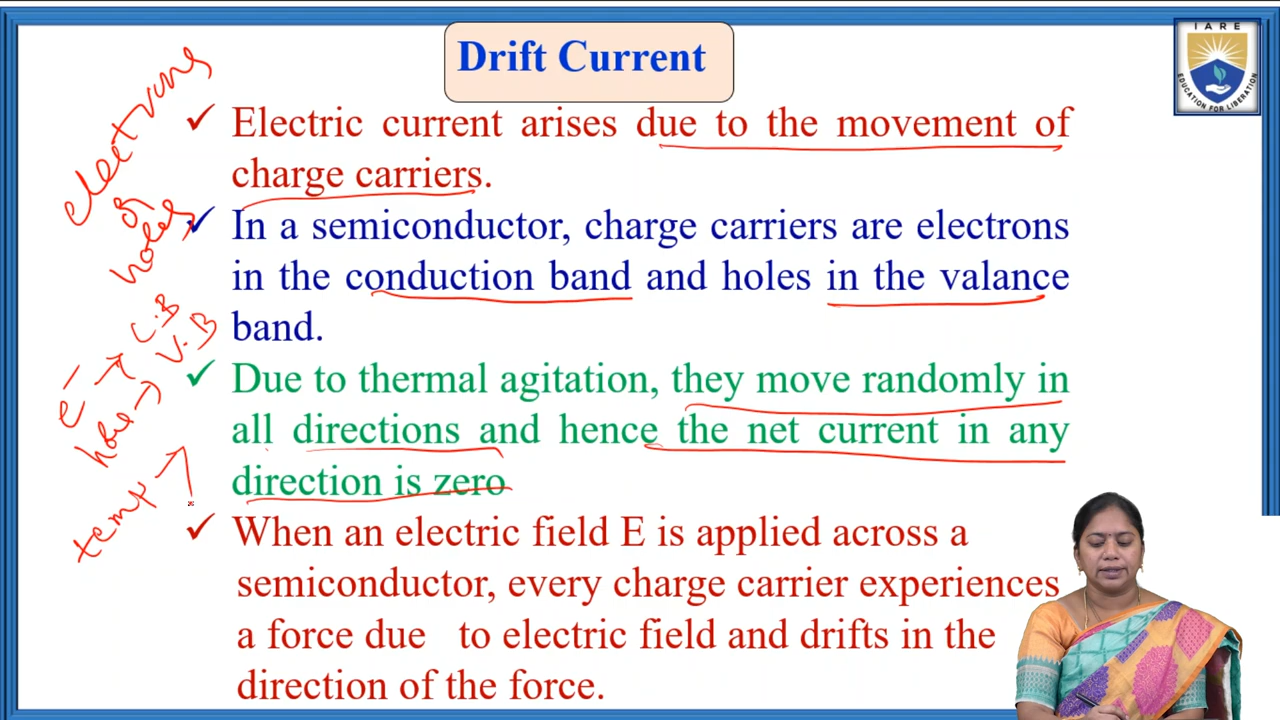 Drift Current
IARE
EDUCATION FOR LIBERATION
✓ Electric current arises due to the movement of
charge carriers.
✓ In a semiconductor, charge carriers are electrons
in the conduction band and holes in the valance
band.
✓ Due to thermal agitation, they move randomly in
all directions and hence the net current in any
direction is zero
✓ When an electric field E is applied across a
semiconductor, every charge carrier experiences
a force due to electric field and drifts in the
direction of the force.
electrons
holes
e⁻ → C.B
hole → V.B
temp →